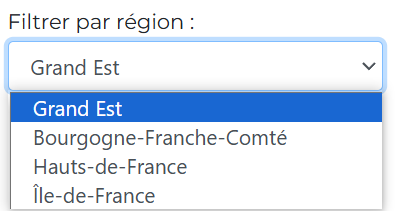 Filtrer par région :
Grand Est
Grand Est
Bourgogne-Franche-Comté
Hauts-de-France
Île-de-France